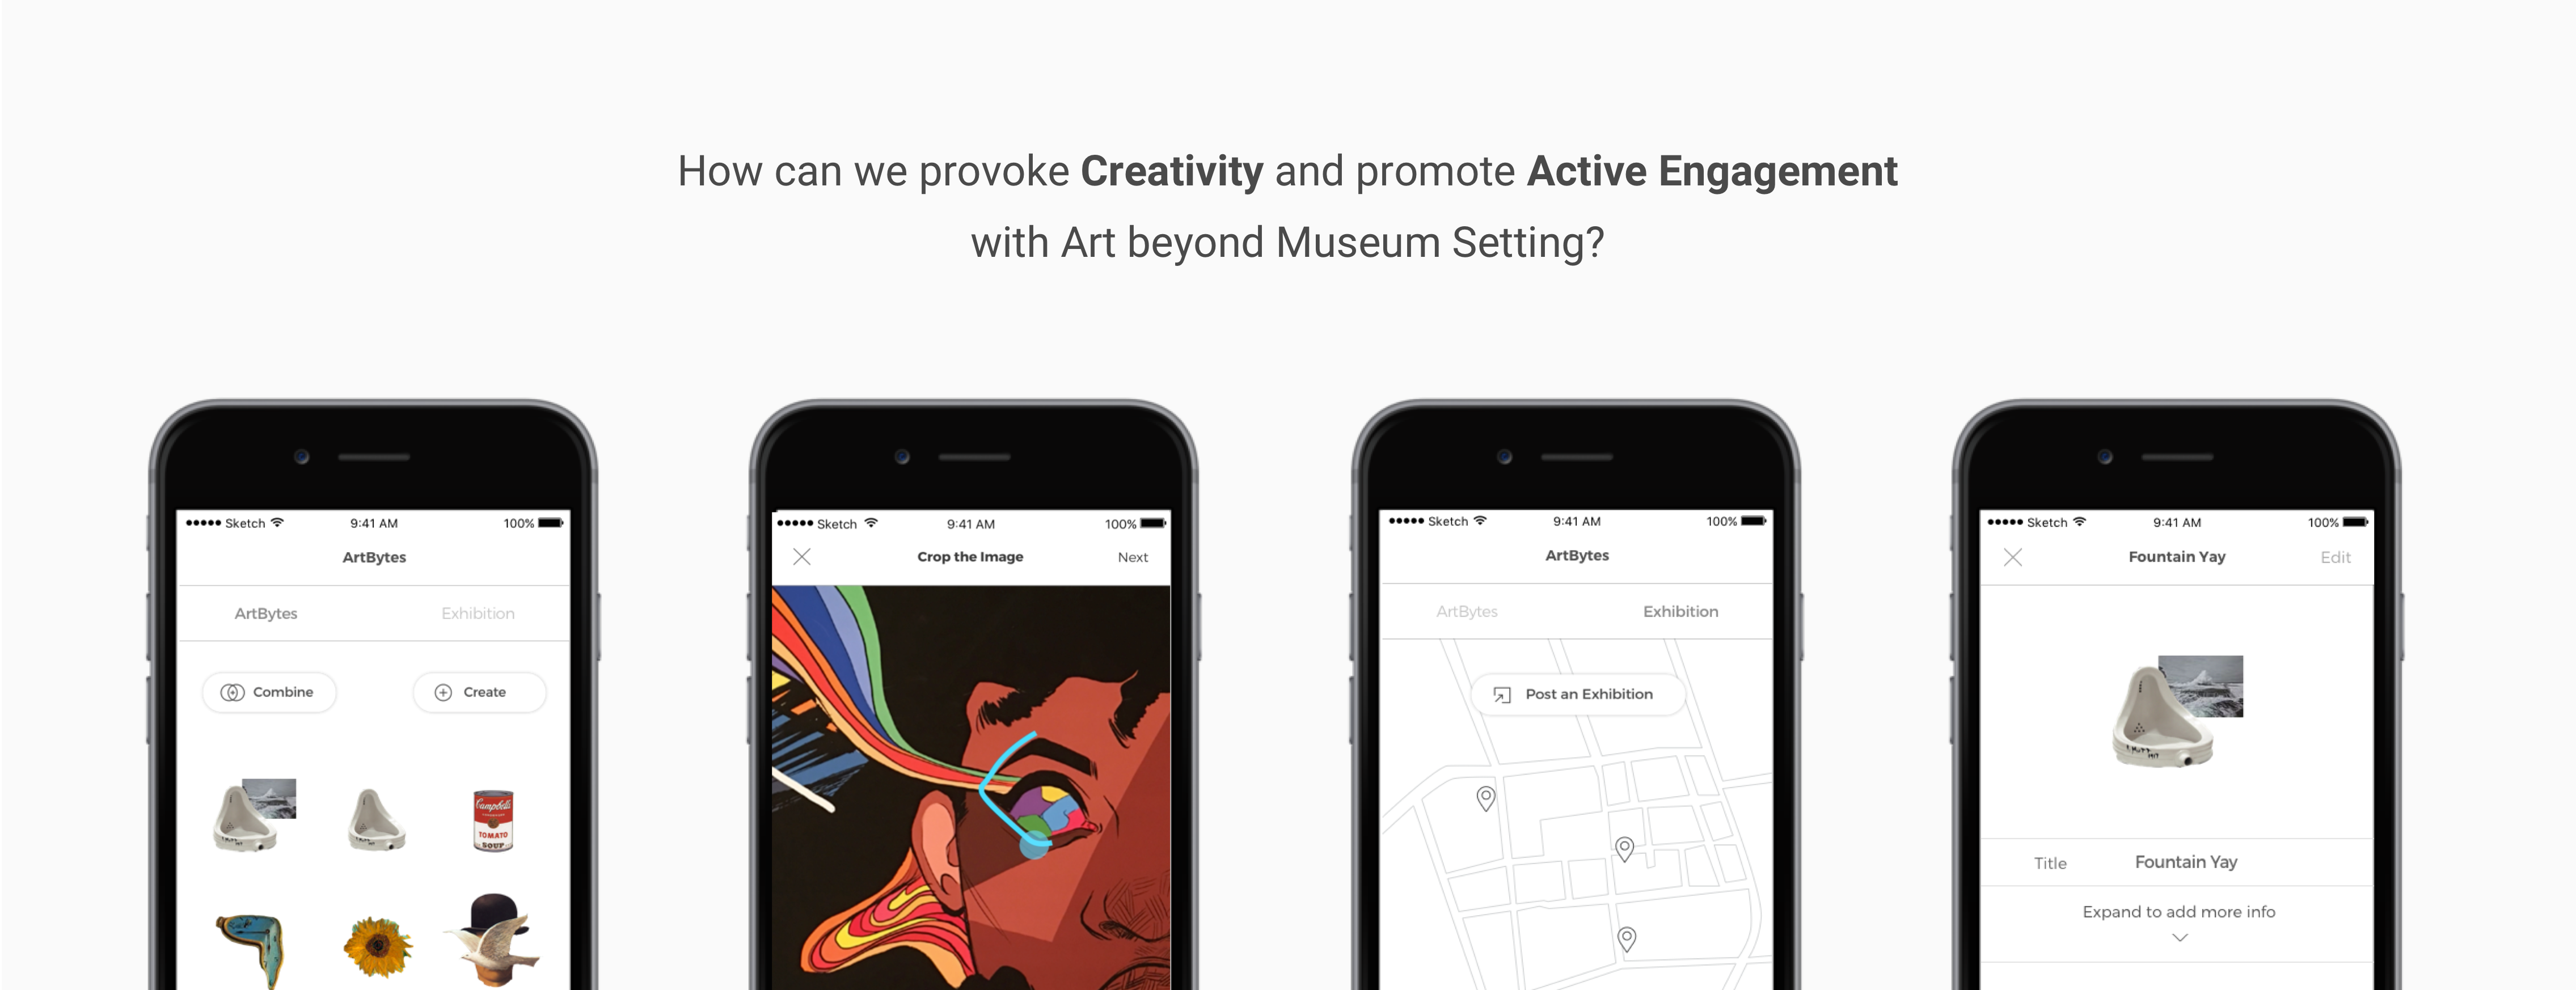 How can we provoke Creativity and promote Active Engagement
with Art beyond Museum Setting?
Sketch 9:41 AM 100%
ArtBytes
ArtBytes Exhibition
Combine Create
Campbell's
TOMATO
SOUP
Sketch 9:41 AM 100%
Crop the Image Next
Sketch 9:41 AM 100%
ArtBytes
ArtBytes Exhibition
Post an Exhibition
Sketch 9:41 AM 100%
Fountain Yay Edit
Title Fountain Yay
Expand to add more info